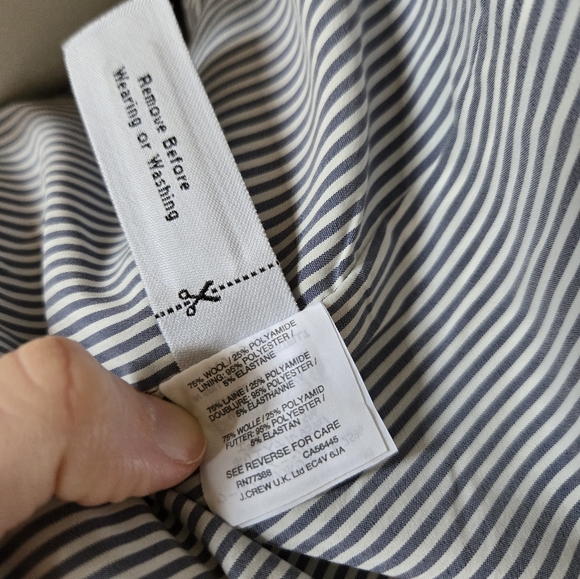 Remove Before
Wearing or Washing
75% WOOL / 25% POLYAMIDE
LINING: 95% POLYESTER /
5% ELASTANE
75% LAINE / 25% POLYAMIDE
DOUBLURE: 95% POLYESTER /
5% ELASTHANNE
75% WOLLE / 25% POLYAMID
FUTTER: 95% POLYESTER /
5% ELASTAN
SEE REVERSE FOR CARE
RN77388 CA56445
J.CREW U.K. Ltd EC4V 6JA